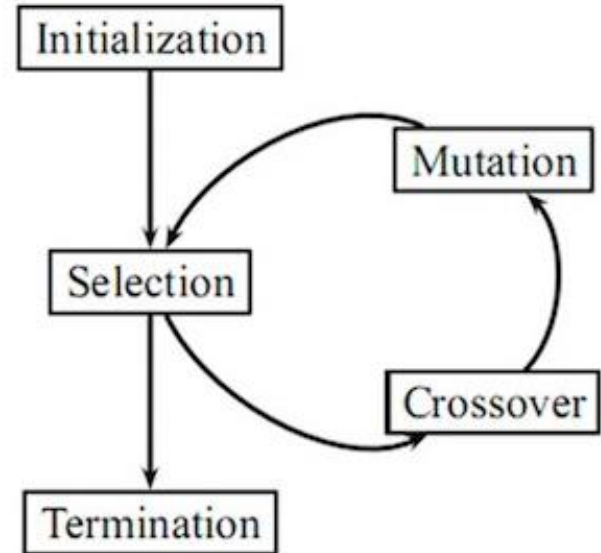 Initialization
Mutation
Selection
Crossover
Termination